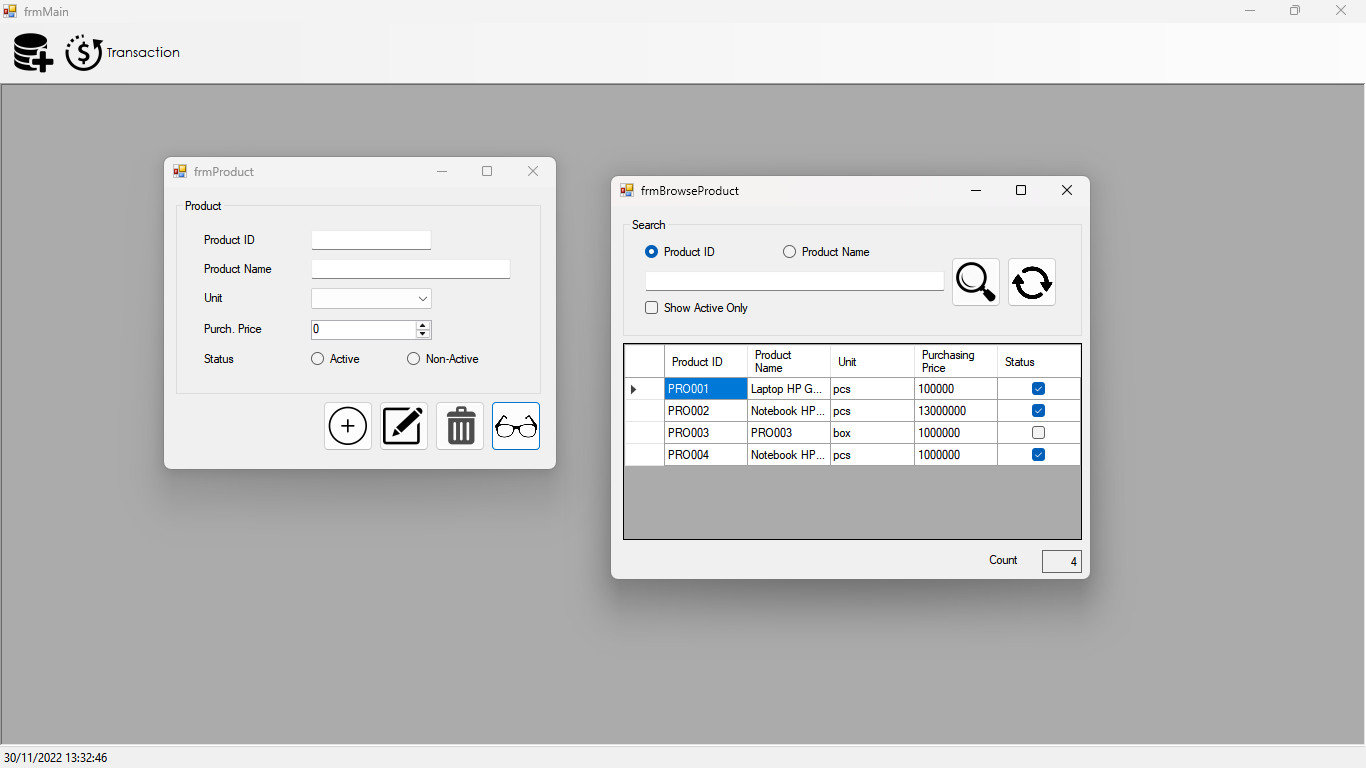 frmMain
Transaction
frmProduct
Product
Product ID
Product Name
Unit
Purch. Price
0
Status
Active
Non-Active
frmBrowseProduct
Search
Product ID
Product Name
Show Active Only
Product ID
Product
Name
Unit
Purchasing
Price
Status
PRO001
Laptop HP G...
pcs
100000
PRO002
Notebook HP...
pcs
13000000
PRO003
PRO003
box
1000000
PRO004
Notebook HP...
pcs
1000000
Count
4
30/11/2022 13:32:46